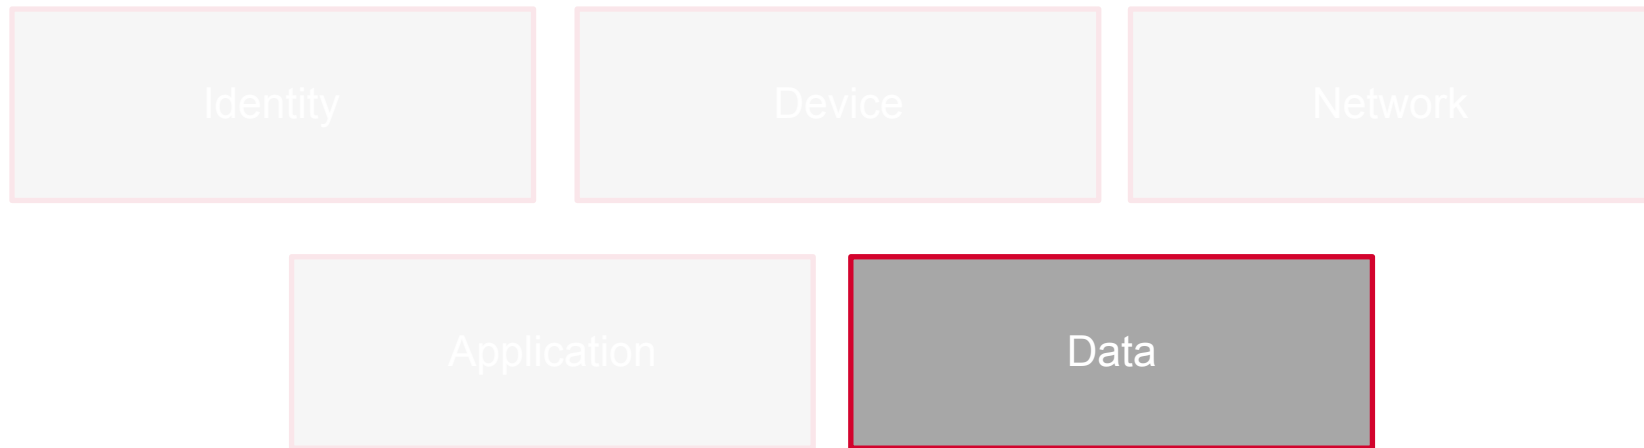 Identity
Device
Network
Application
Data